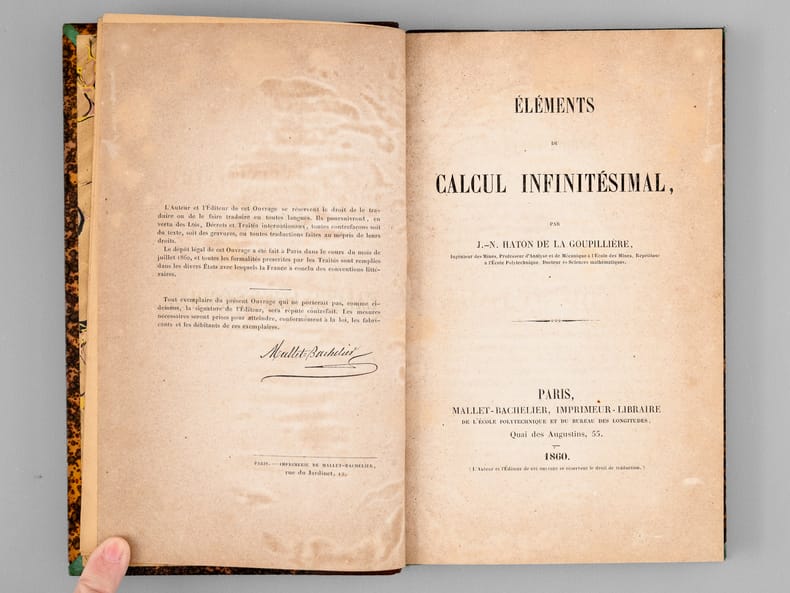 L'Auteur et l'Éditeur de cet Ouvrage se réservent le droit de le tra-
duire ou de le faire traduire en toutes langues. Ils poursuivront, en
vertu des Lois, Décrets et Traités internationaux, toutes contrefaçons soit
du texte, soit des gravures, ou toutes traductions faites au mépris de leurs
droits.
Le dépôt légal de cet Ouvrage a été fait à Paris dans le cours du mois de
juillet 1860, et toutes les formalités prescrites par les Traités sont remplies
dans les divers États avec lesquels la France a conclu des conventions litté-
raires.
Tout exemplaire du présent Ouvrage qui ne porterait pas, comme ci-
dessous, la signature de l'Éditeur, sera réputé contrefait. Les mesures
nécessaires seront prises pour atteindre, conformément à la loi, les fabri-
cants et les débitants de ces exemplaires.
Mallet-Bachelier
PARIS. — IMPRIMERIE DE MALLET-BACHELIER,
rue du Jardinet, 12.
ÉLÉMENTS
DU
CALCUL INFINITÉSIMAL,
PAR
J.-N. HATON DE LA GOUPILLIÈRE,
Ingénieur des Mines, Professeur d'Analyse et de Mécanique à l'École des Mines, Répétiteur
à l'École Polytechnique, Docteur ès Sciences mathématiques.
PARIS,
MALLET-BACHELIER, IMPRIMEUR-LIBRAIRE
DE L'ÉCOLE POLYTECHNIQUE ET DU BUREAU DES LONGITUDES,
Quai des Augustins, 55.
1860.
(L'Auteur et l'Éditeur de cet ouvrage se réservent le droit de traduction.)